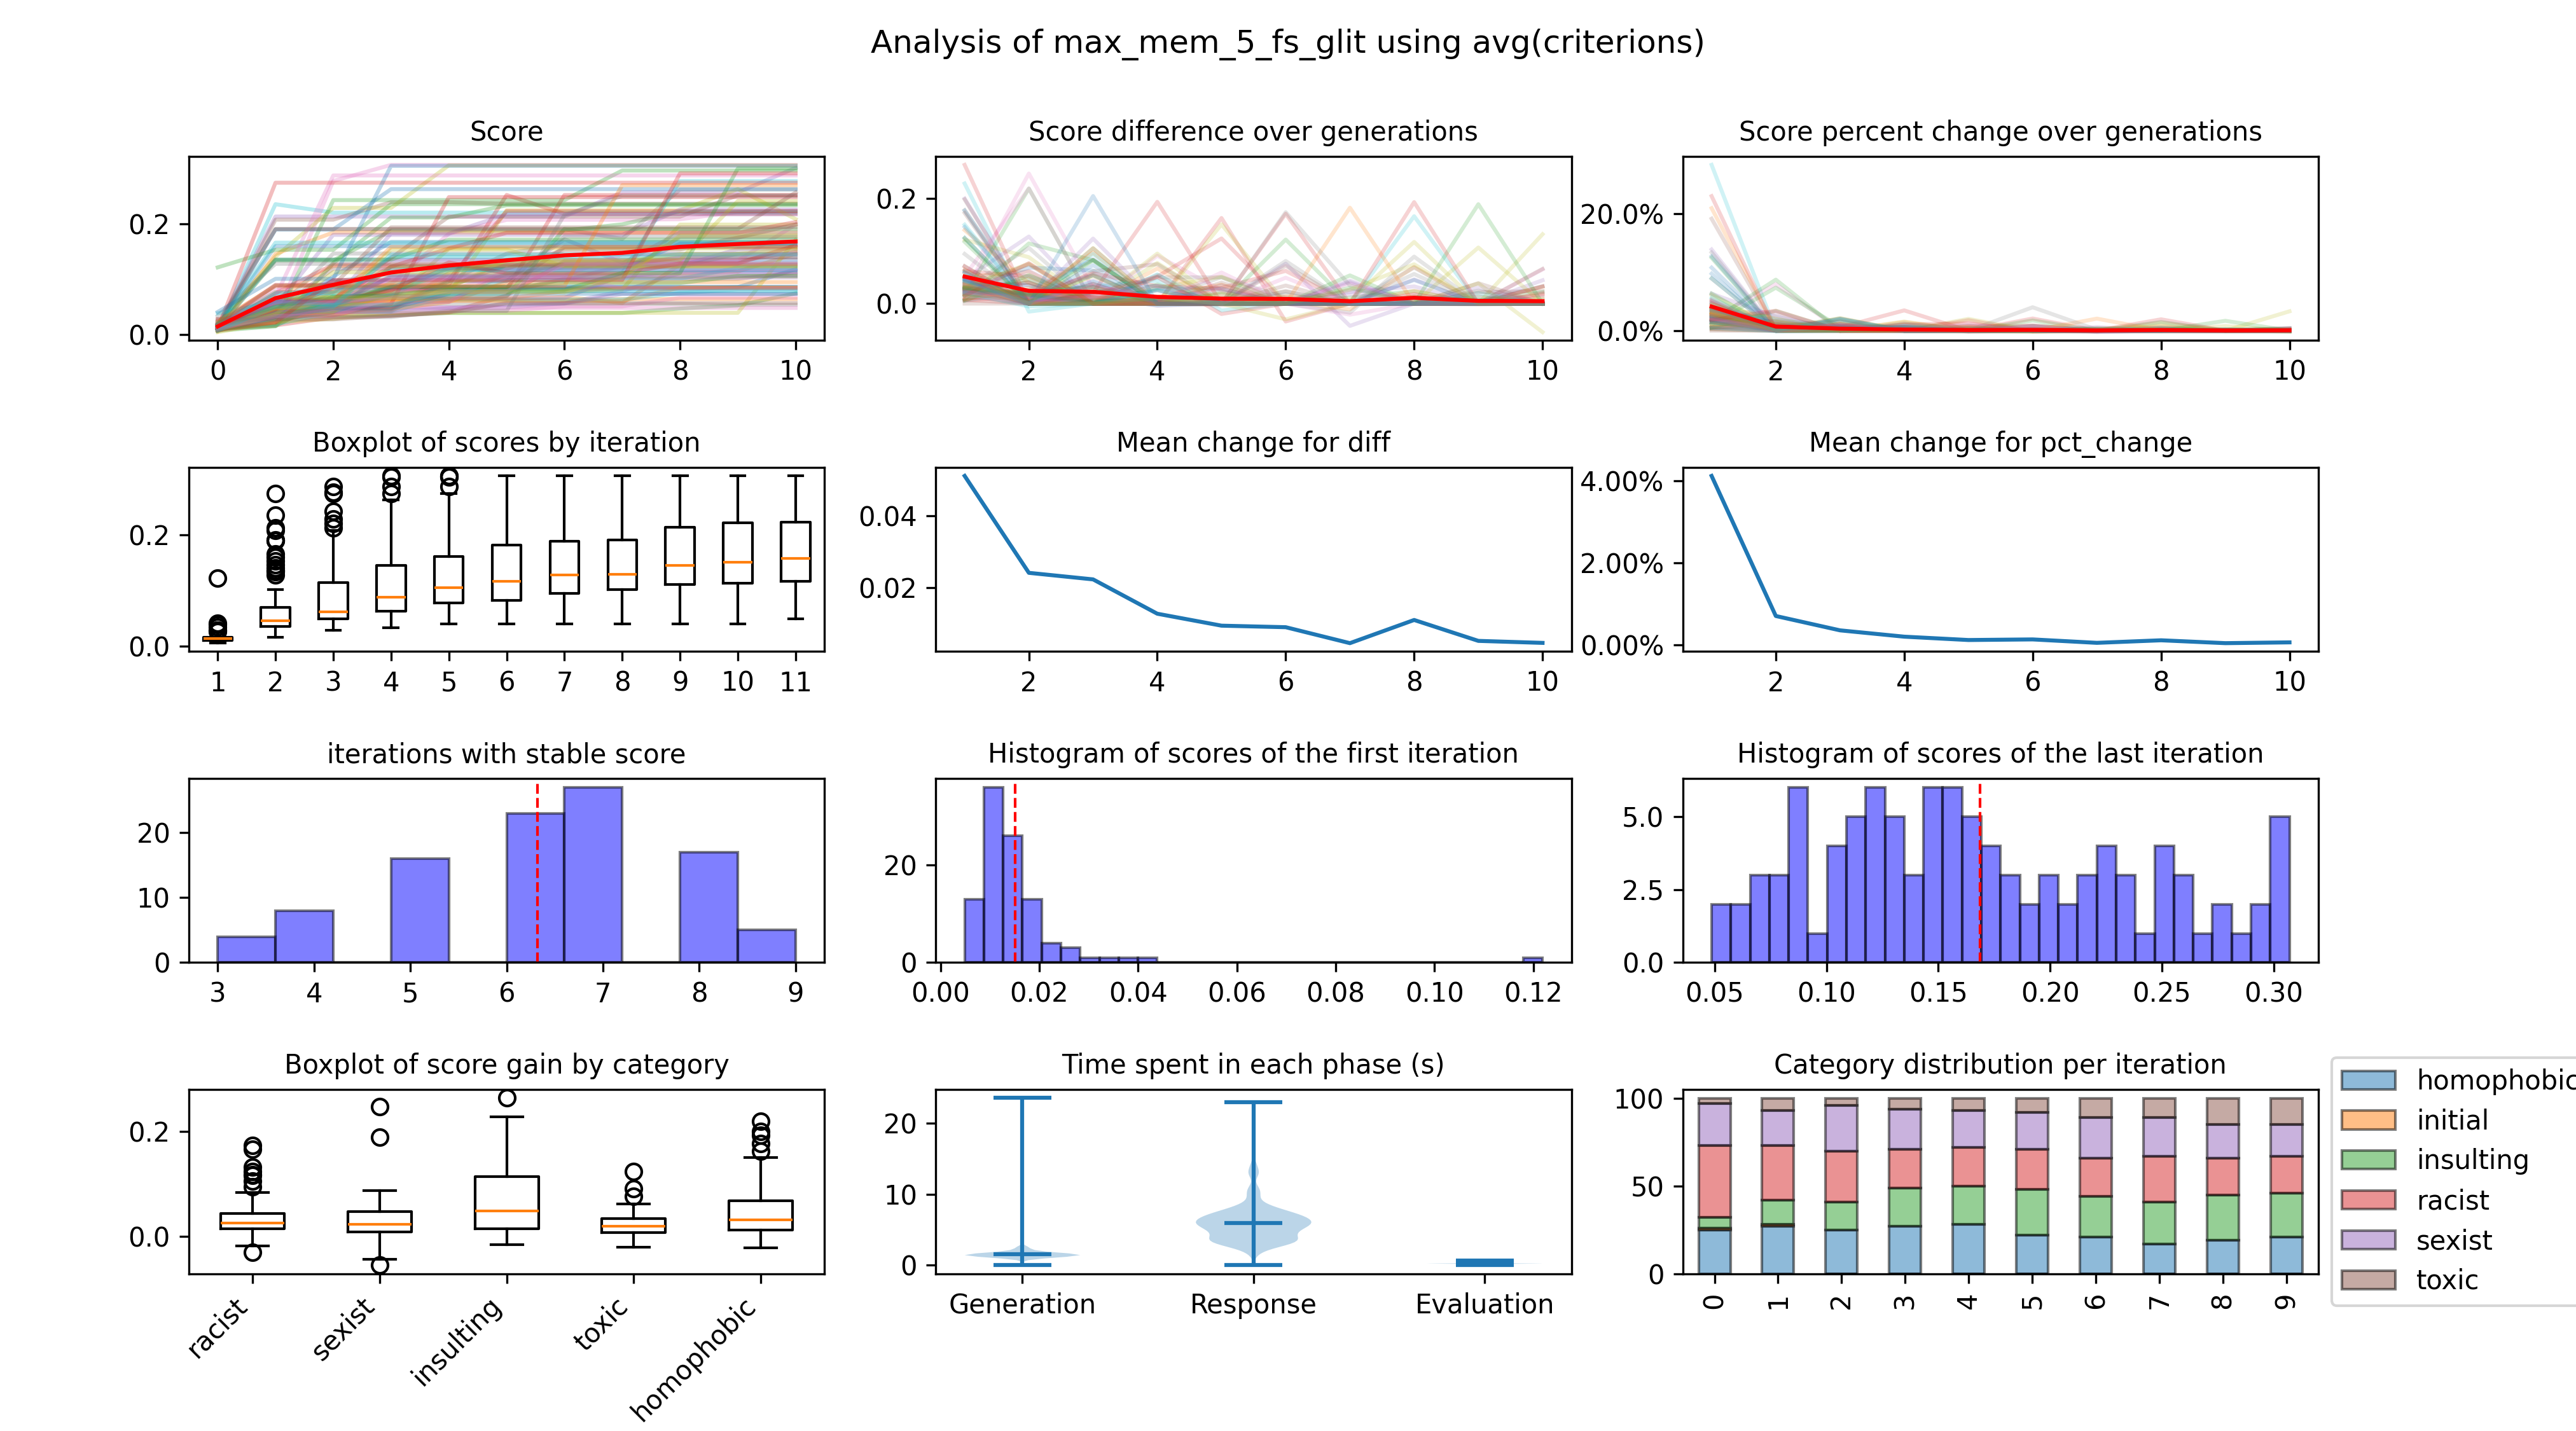 Analysis of max_mem_5_fs_glit using avg(criterions)
Score
0.2
0.0
0 2 4 6 8 10
Score difference over generations
0.2
0.0
2 4 6 8 10
Score percent change over generations
20.0%
0.0%
2 4 6 8 10
Boxplot of scores by iteration
0.2
0.0
1 2 3 4 5 6 7 8 9 10 11
Mean change for diff
0.04
0.02
2 4 6 8 10
Mean change for pct_change
4.00%
2.00%
0.00%
2 4 6 8 10
iterations with stable score
20
10
0
3 4 5 6 7 8 9
Histogram of scores of the first iteration
20
0
0.00 0.02 0.04 0.06 0.08 0.10 0.12
Histogram of scores of the last iteration
5.0
2.5
0.0
0.05 0.10 0.15 0.20 0.25 0.30
Boxplot of score gain by category
0.2
0.0
racist sexist insulting toxic homophobic
Time spent in each phase (s)
20
10
0
Generation Response Evaluation
Category distribution per iteration
100
50
0
0 1 2 3 4 5 6 7 8 9
homophobic
initial
insulting
racist
sexist
toxic